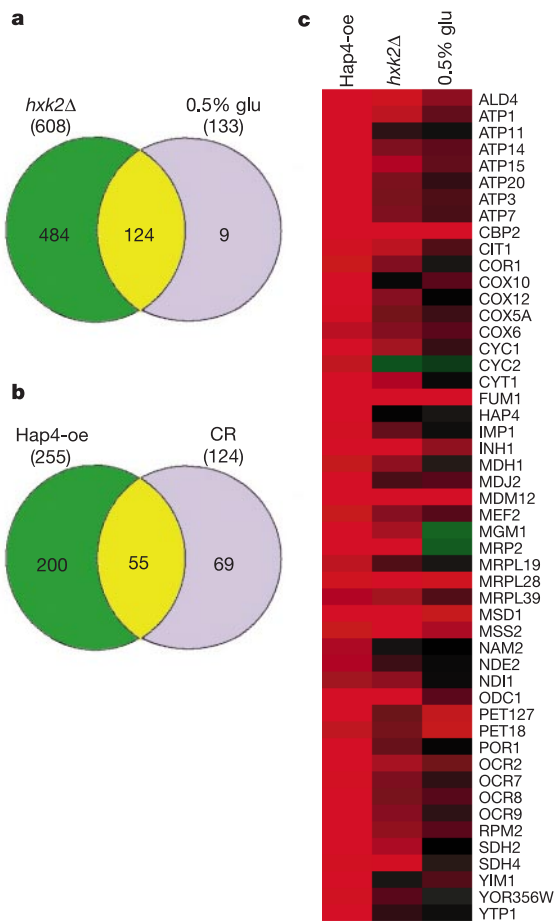 a
hxk2Δ
(608)
0.5% glu
(133)
484
124
9
b
Hap4-oe
(255)
CR
(124)
200
55
69
c
Hap4-oe
hxk2Δ
0.5% glu
ALD4
ATP1
ATP11
ATP14
ATP15
ATP20
ATP3
ATP7
CBP2
CIT1
COR1
COX10
COX12
COX5A
COX6
CYC1
CYC2
CYT1
FUM1
HAP4
IMP1
INH1
MDH1
MDJ2
MDM12
MEF2
MGM1
MRP2
MRPL19
MRPL28
MRPL39
MSD1
MSS2
NAM2
NDE2
NDI1
ODC1
PET127
PET18
POR1
OCR2
OCR7
OCR8
OCR9
RPM2
SDH2
SDH4
YIM1
YOR356W
YTP1